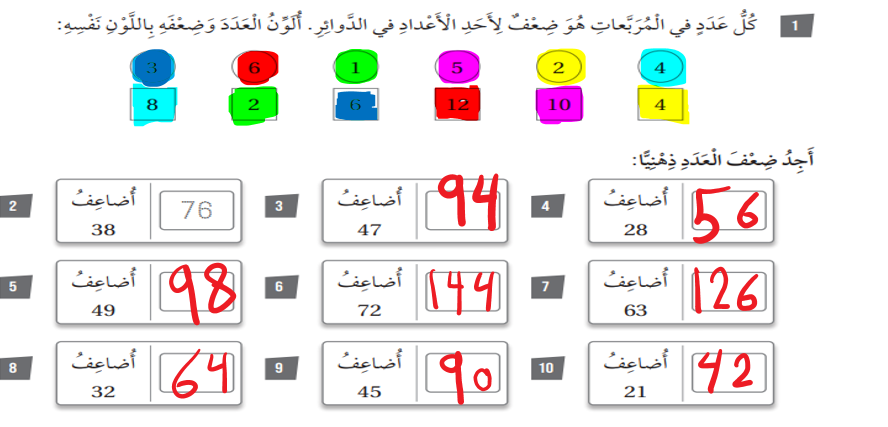 1 كُلُّ عَدَدٍ في الْمُرَبَّعاتِ هُوَ ضِعْفٌ لِأَحَدِ الْأَعْدادِ في الدَّوائِرِ. أُلَوِّنُ الْعَدَدَ وَضِعْفَهُ بِاللَّوْنِ نَفْسِهِ:
3 6 1 5 2 4
8 2 6 12 10 4
أَجِدُ ضِعْفَ الْعَدَدِ ذِهْنِيًّا:
2 أُضاعِفُ 38 76
3 أُضاعِفُ 47 94
4 أُضاعِفُ 28 56
5 أُضاعِفُ 49 98
6 أُضاعِفُ 72 144
7 أُضاعِفُ 63 126
8 أُضاعِفُ 32 64
9 أُضاعِفُ 45 90
10 أُضاعِفُ 21 42